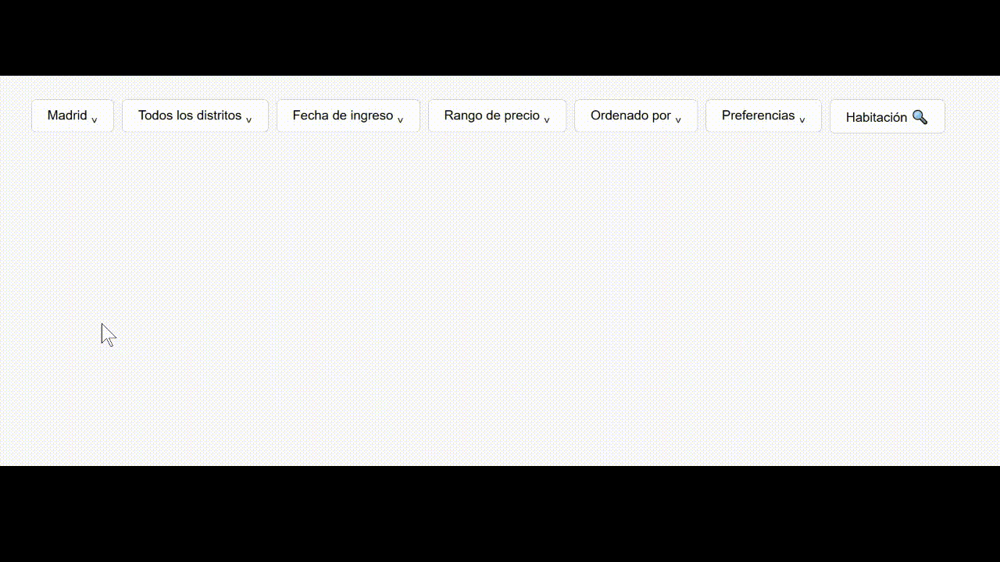 Madrid v Todos los distritos v Fecha de ingreso v Rango de precio v Ordenado por v Preferencias v Habitación